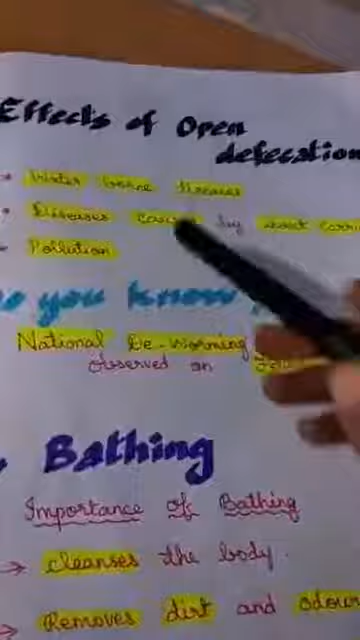 Effects of Open
defecation
Water borne diseases
Diseases caused by
Pollution
you know
National De-worming
observed on
Bathing
Importance of Bathing
→ cleanses the body.
→ Removes dirt and odour